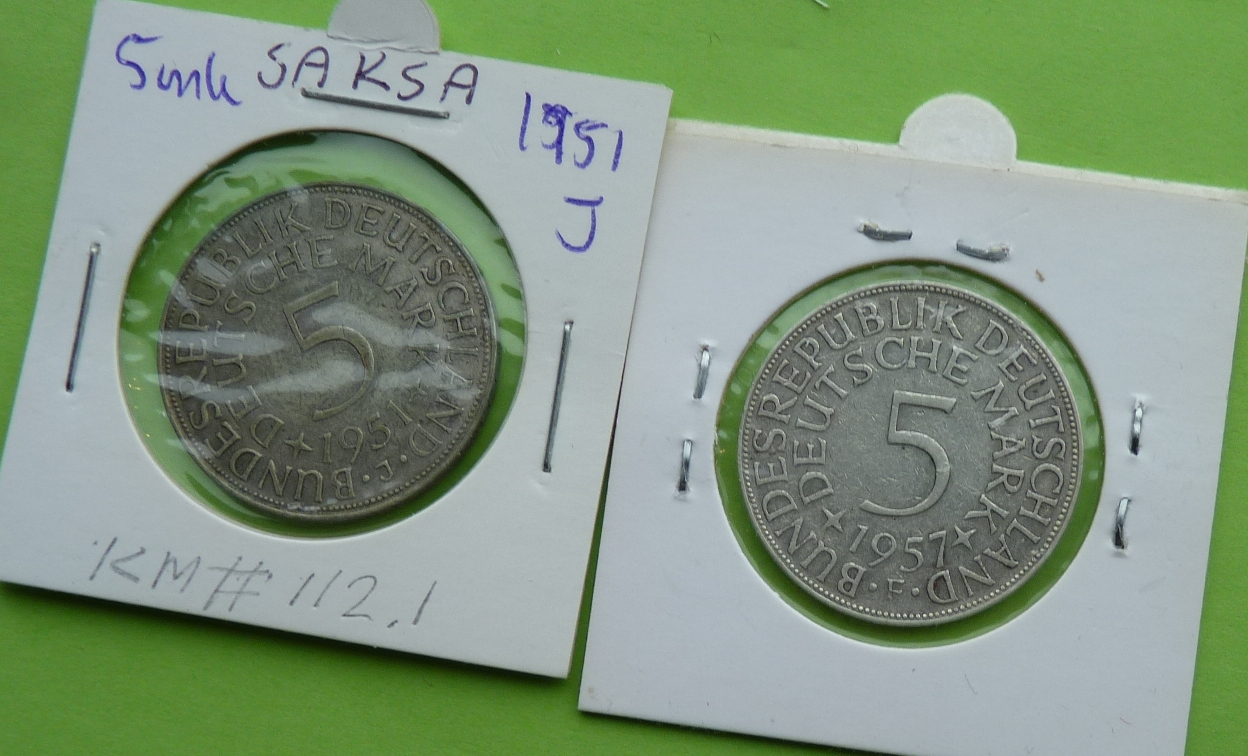 5mk SAKSA
1951
J
BUNDESREPUBLIK DEUTSCHLAND
DEUTSCHE MARK
5
1951
·J·
KM# 112.1
BUNDESREPUBLIK DEUTSCHLAND
DEUTSCHE MARK
5
1957
·F·